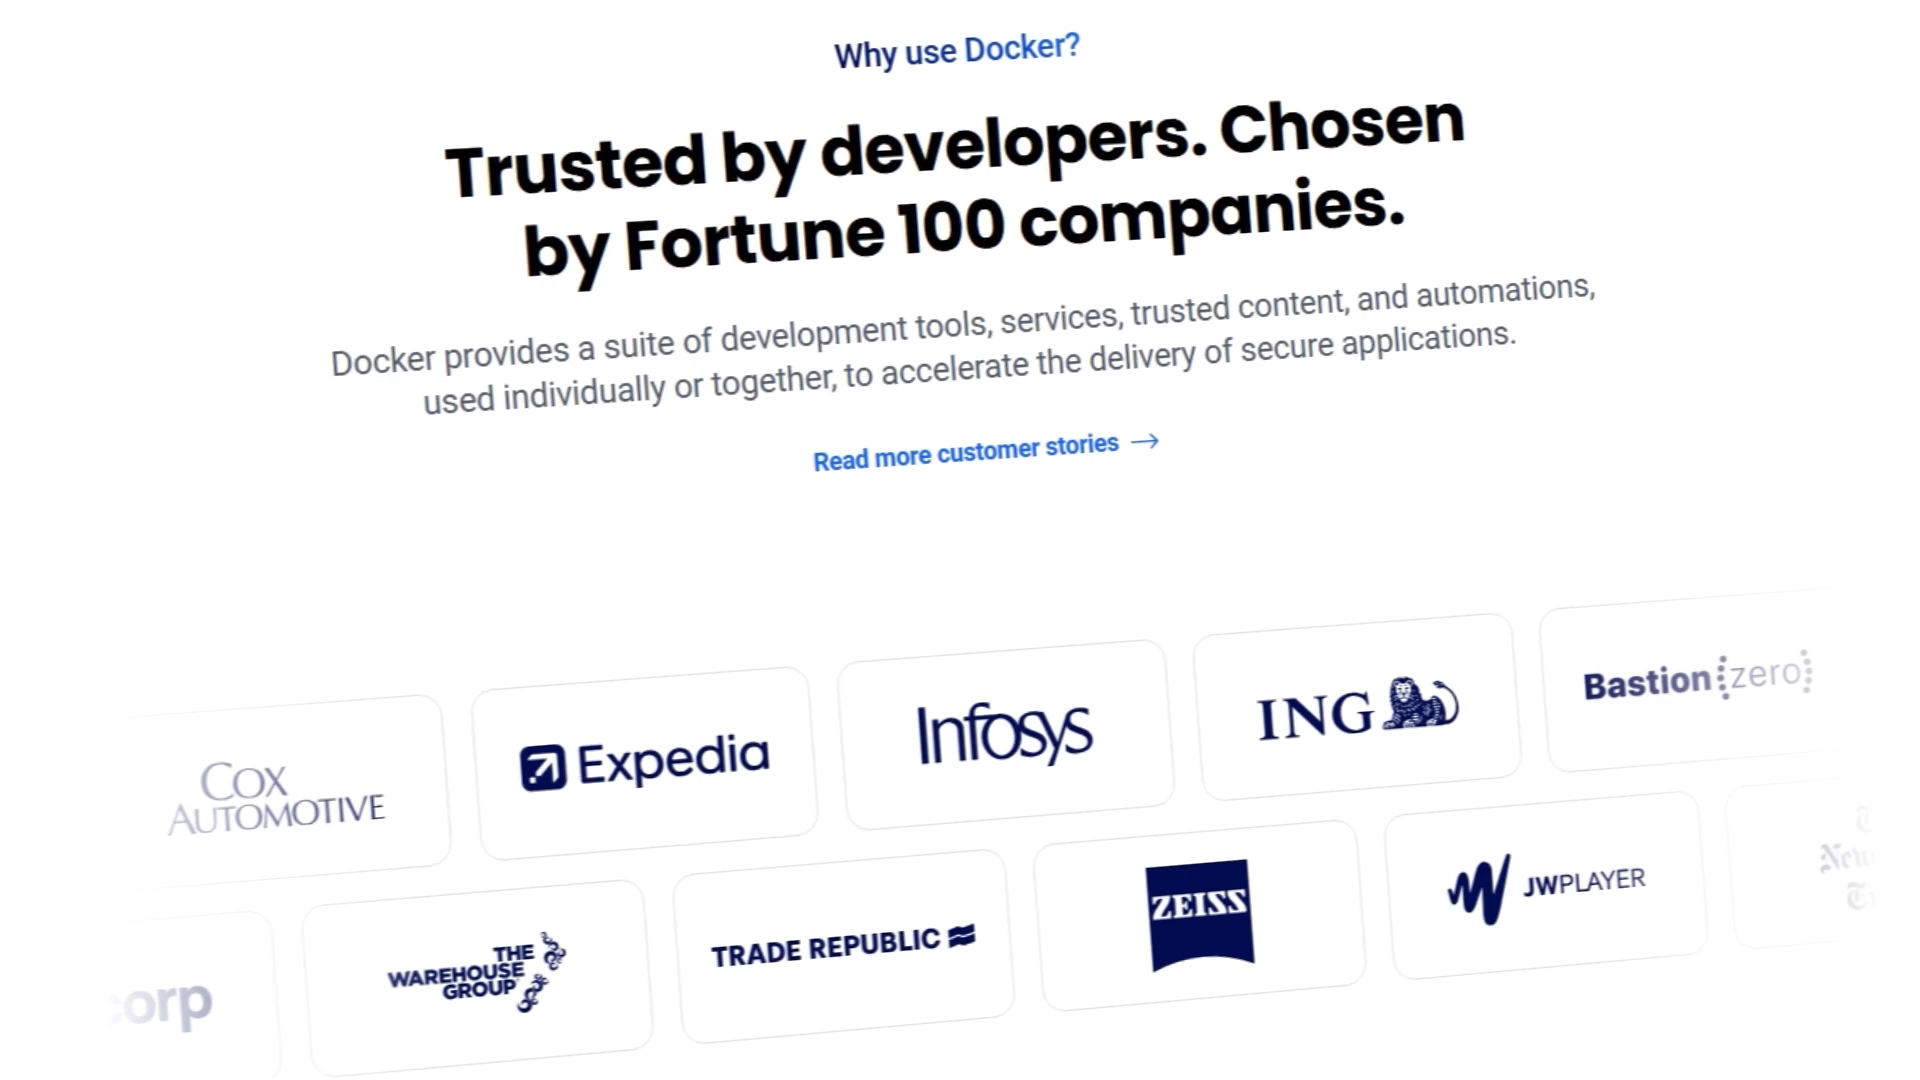 Why use Docker?
Trusted by developers. Chosen
by Fortune 100 companies.
Docker provides a suite of development tools, services, trusted content, and automations,
used individually or together, to accelerate the delivery of secure applications.
Read more customer stories →
COX
AUTOMOTIVE
Expedia
Infosys
ING
Bastion zero
corp
THE
WAREHOUSE
GROUP
TRADE REPUBLIC
ZEISS
JWPLAYER
New